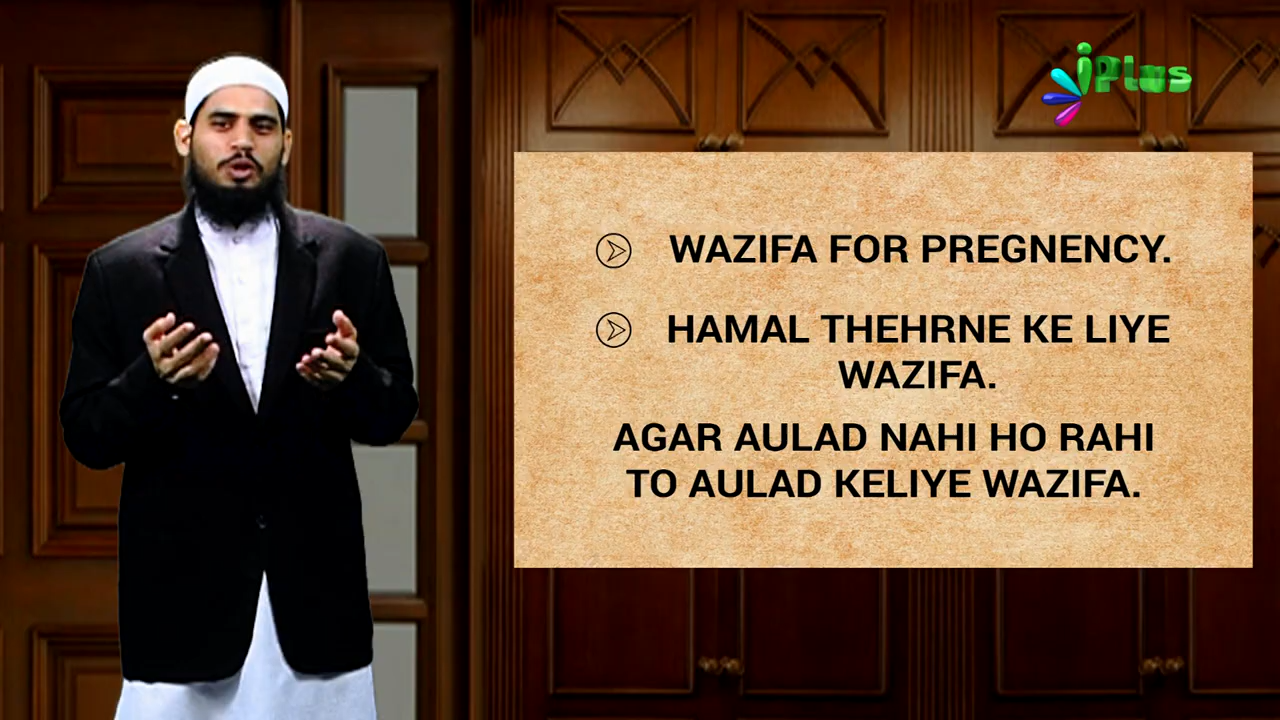 iPlus
WAZIFA FOR PREGNENCY.
HAMAL THEHRNE KE LIYE
WAZIFA.
AGAR AULAD NAHI HO RAHI
TO AULAD KELIYE WAZIFA.